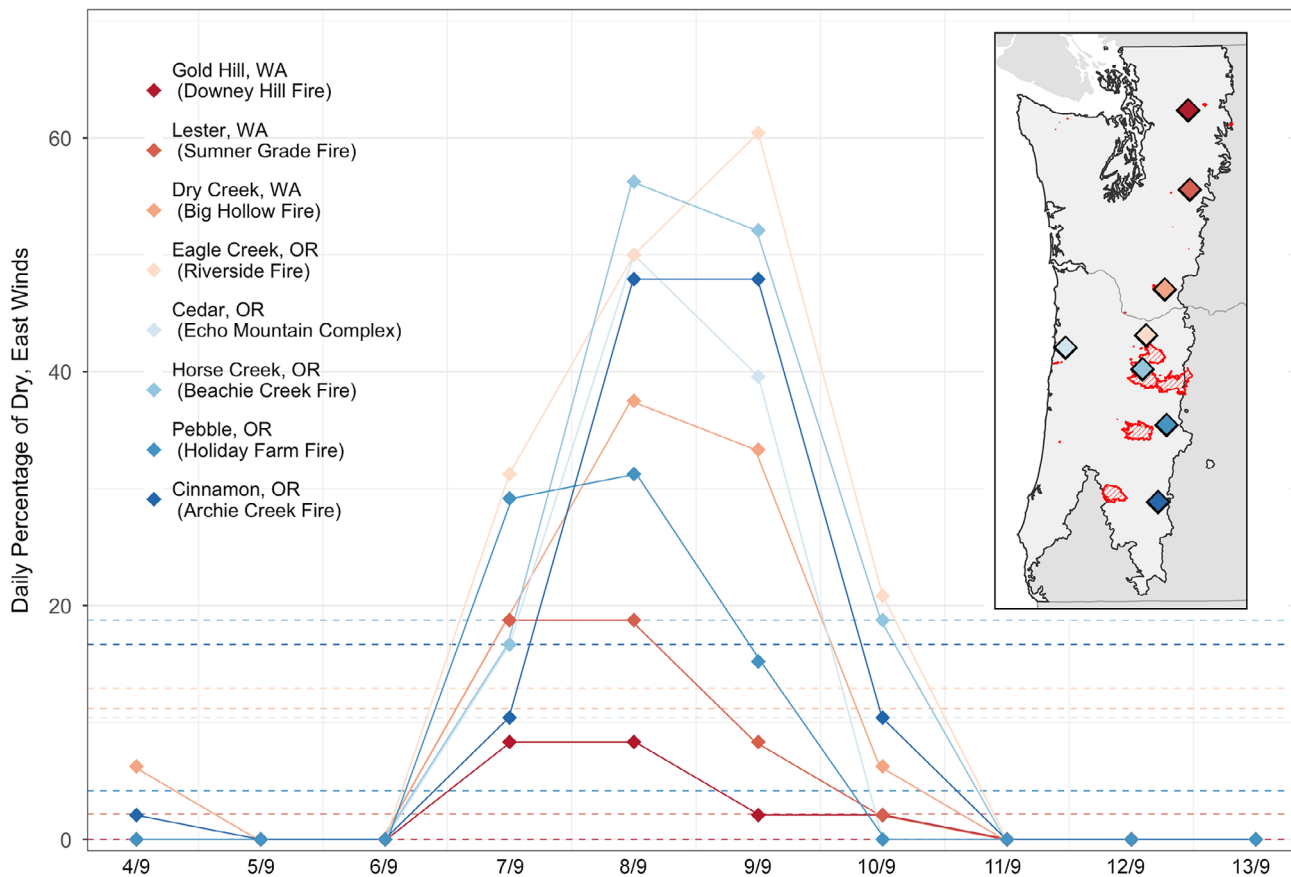 Daily Percentage of Dry, East Winds
60
40
20
0
Gold Hill, WA
(Downey Hill Fire)
Lester, WA
(Sumner Grade Fire)
Dry Creek, WA
(Big Hollow Fire)
Eagle Creek, OR
(Riverside Fire)
Cedar, OR
(Echo Mountain Complex)
Horse Creek, OR
(Beachie Creek Fire)
Pebble, OR
(Holiday Farm Fire)
Cinnamon, OR
(Archie Creek Fire)
4/9 5/9 6/9 7/9 8/9 9/9 10/9 11/9 12/9 13/9